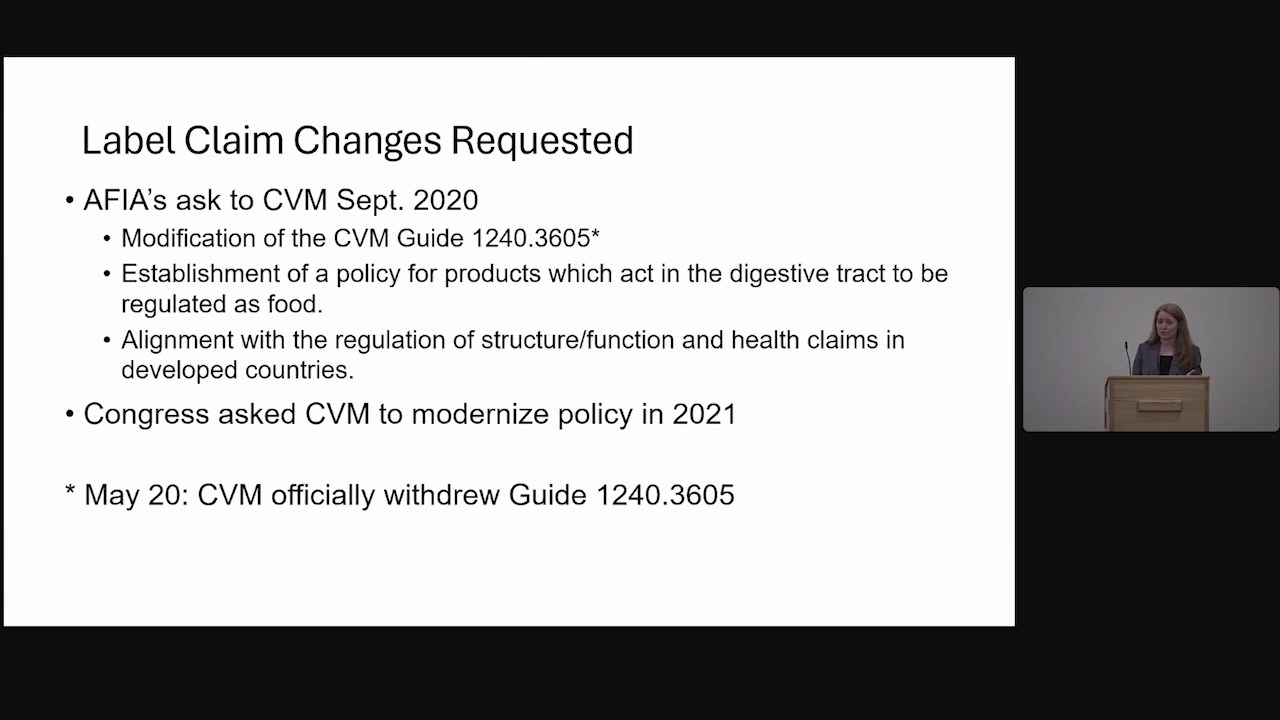 Label Claim Changes Requested
• AFIA’s ask to CVM Sept. 2020
• Modification of the CVM Guide 1240.3605*
• Establishment of a policy for products which act in the digestive tract to be
regulated as food.
• Alignment with the regulation of structure/function and health claims in
developed countries.
• Congress asked CVM to modernize policy in 2021
* May 20: CVM officially withdrew Guide 1240.3605